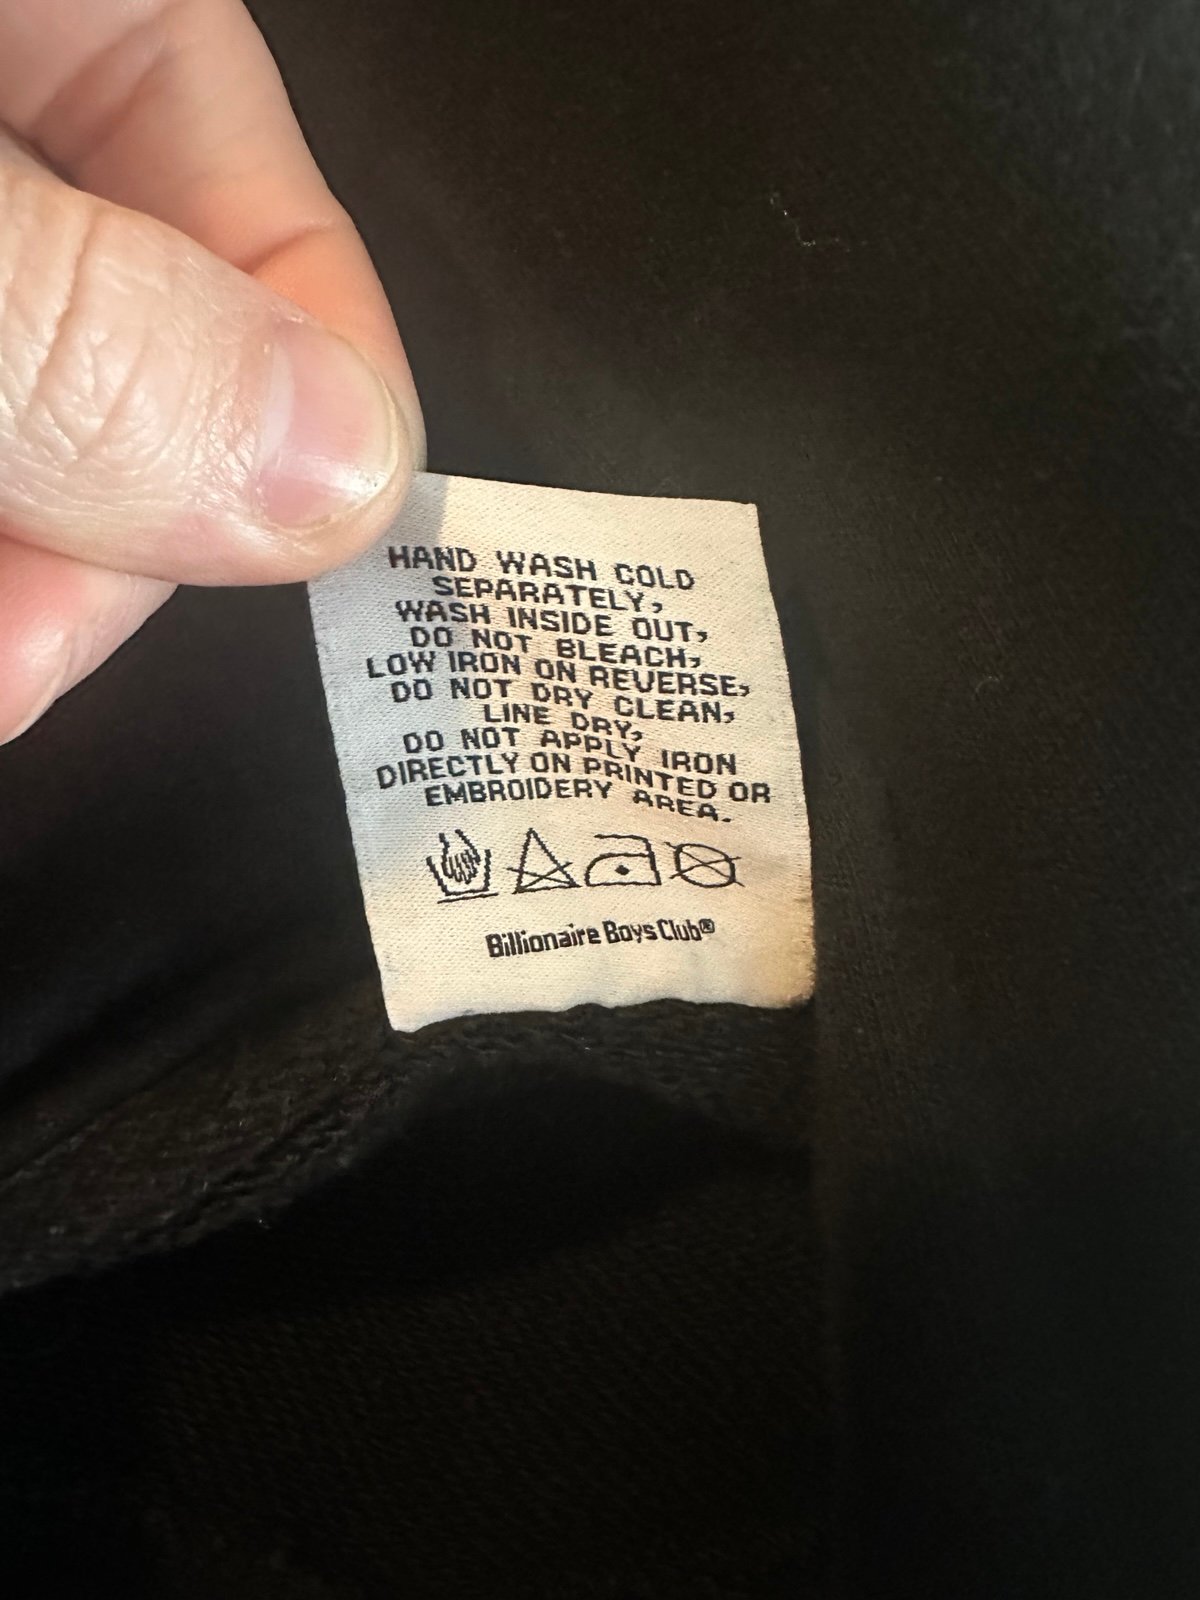 HAND WASH COLD
SEPARATELY,
WASH INSIDE OUT,
DO NOT BLEACH,
LOW IRON ON REVERSE,
DO NOT DRY CLEAN,
LINE DRY,
DO NOT APPLY IRON
DIRECTLY ON PRINTED OR
EMBROIDERY AREA.
WASH
Billionaire Boys Club®